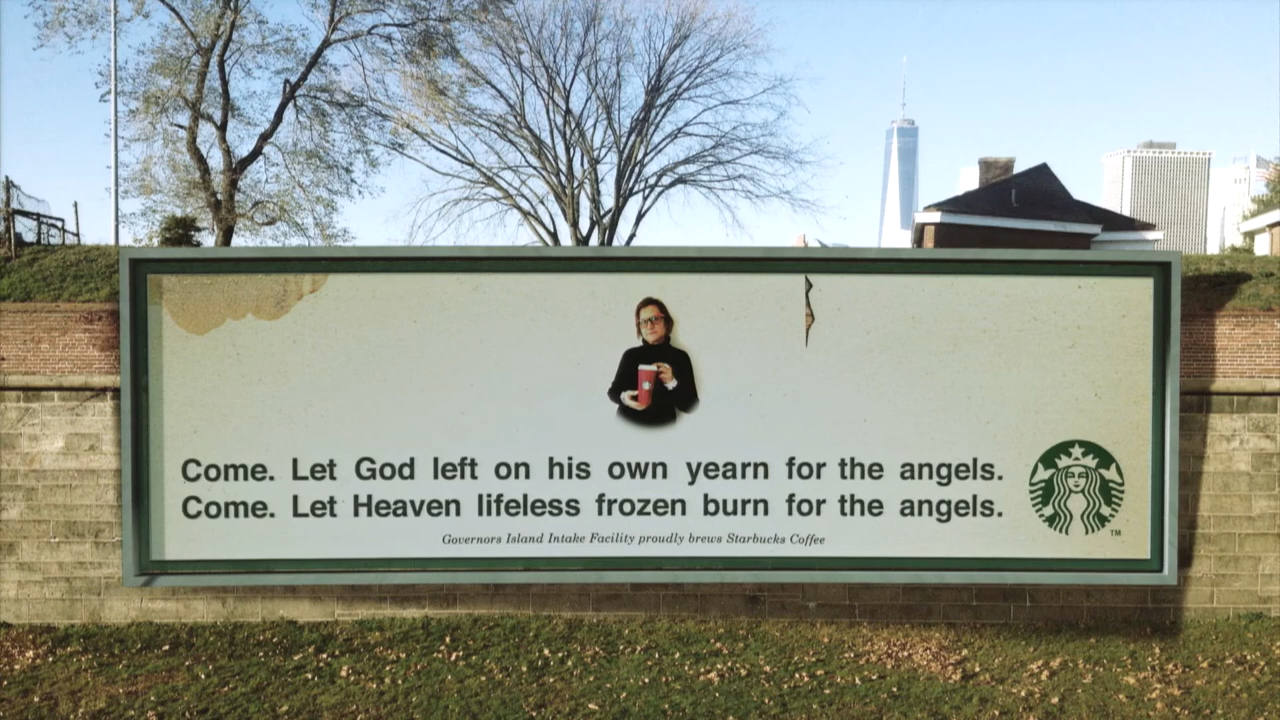 Come. Let God left on his own yearn for the angels.
Come. Let Heaven lifeless frozen burn for the angels.
Governors Island Intake Facility proudly brews Starbucks Coffee
TM